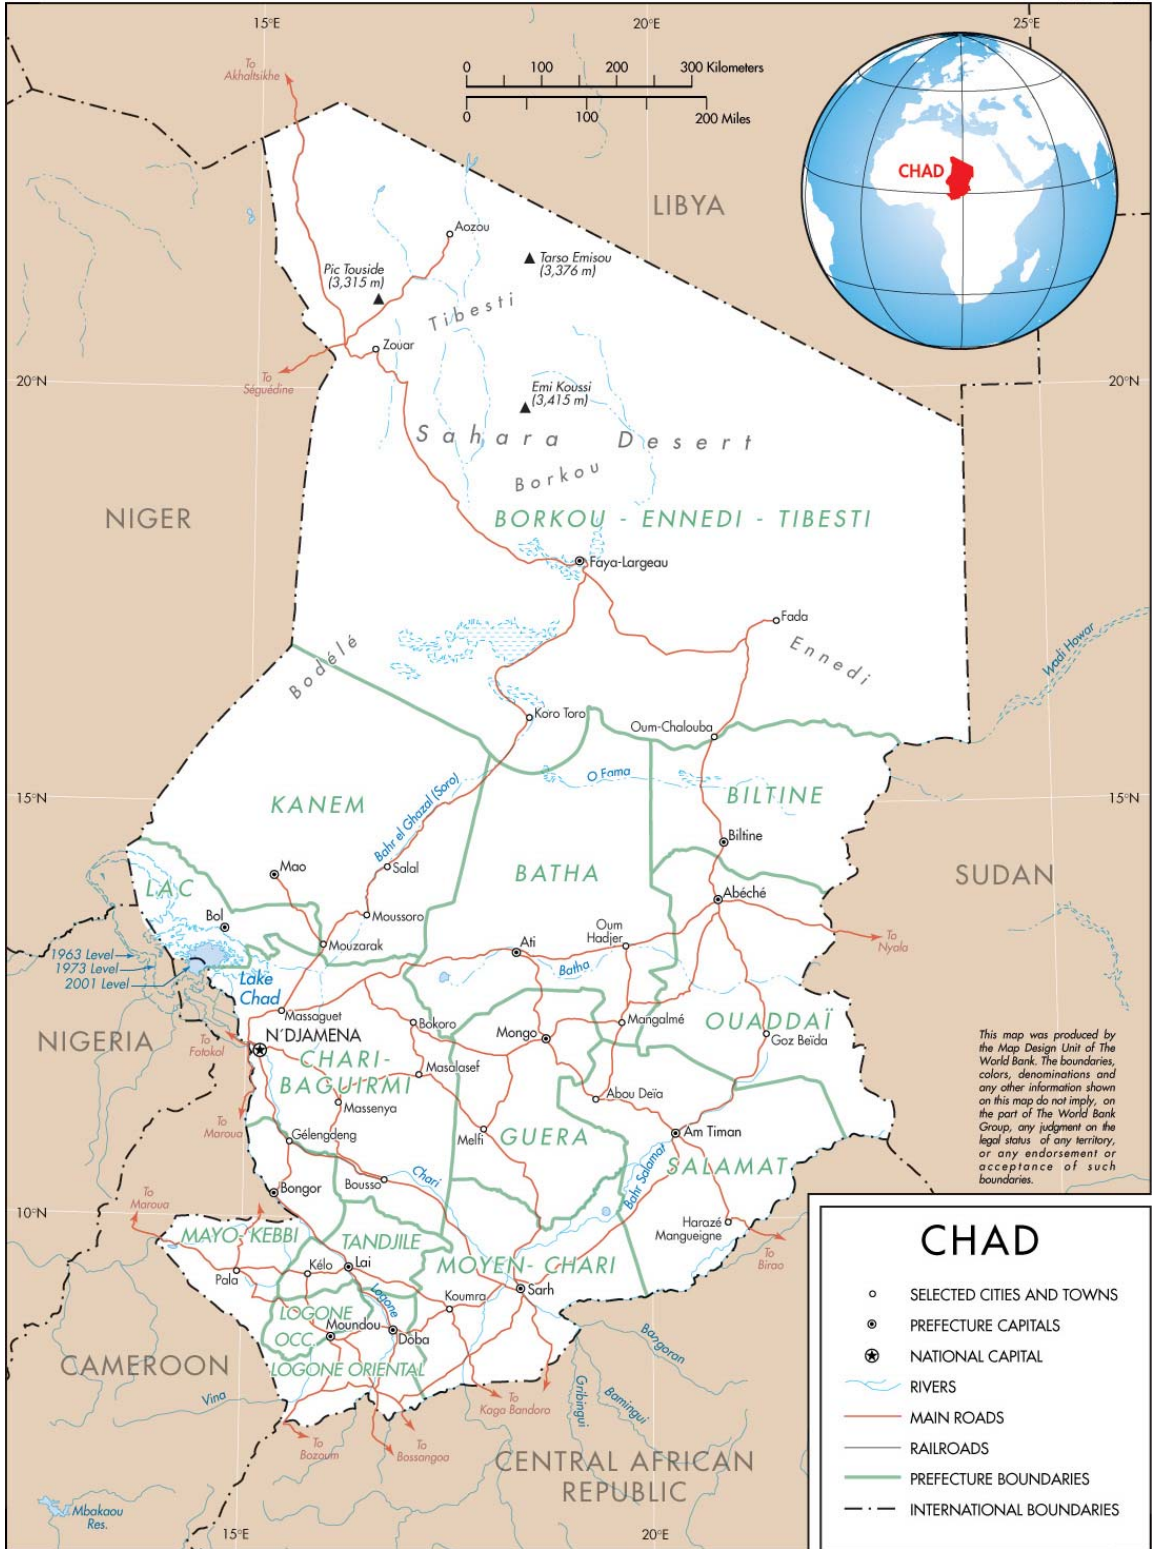 15°E
20°E
25°E
To
Akhaltsikhe
0 100 200 300 Kilometers
0 100 200 Miles
CHAD
LIBYA
Aozou
Pic Touside
(3,315 m)
Tarso Emisou
(3,376 m)
Tibesti
Zouar
To
Séguédine
20°N
20°N
Emi Koussi
(3,415 m)
Sahara Desert
Borkou
NIGER
BORKOU - ENNEDI - TIBESTI
Faya-Largeau
Fada
Ennedi
Wadi Howar
Bodélé
Koro Toro
Oum-Chalouba
O Fama
15°N
15°N
KANEM
Bahr el Ghazal (Soro)
BILTINE
Biltine
Mao
Salal
BATHA
LAC
Abéché
SUDAN
Bol
Moussoro
Oum
Hadjer
Mouzarak
Ati
Batha
To
Nyala
1963 Level
1973 Level
2001 Level
Lake
Chad
Massaguet
Bokoro
Mangalmé
OUADDAÏ
NIGERIA
To
Fotokol
N'DJAMENA
Mongo
Goz Beïda
CHARI-
BAGUIRMI
Masalasef
Massenya
Abou Deïa
To
Maroua
Gélengdeng
Melfi
GUERA
Am Timan
SALAMAT
This map was produced by
the Map Design Unit of The
World Bank. The boundaries,
colors, denominations and
any other information shown
on this map do not imply, on
the part of The World Bank
Group, any judgment on the
legal status of any territory,
or any endorsement or
acceptance of such
boundaries.
Bongor
Bousso
Chari
Bahr Salamat
To
Maroua
10°N
MAYO-KEBBI
TANDJILE
Harazé
Mangueigne
To
Birao
Pala
Kélo
Lai
MOYEN- CHARI
Logone
Koumra
Sarh
LOGONE
OCC.
Moundou
Doba
LOGONE ORIENTAL
CAMEROON
Bangoran
Vina
Gribingui
Bamingui
To
Kaga Bandoro
To
Bozoum
To
Bossangoa
CENTRAL AFRICAN
REPUBLIC
Mbakaou
Res.
15°E
20°E
CHAD
SELECTED CITIES AND TOWNS
PREFECTURE CAPITALS
NATIONAL CAPITAL
RIVERS
MAIN ROADS
RAILROADS
PREFECTURE BOUNDARIES
INTERNATIONAL BOUNDARIES